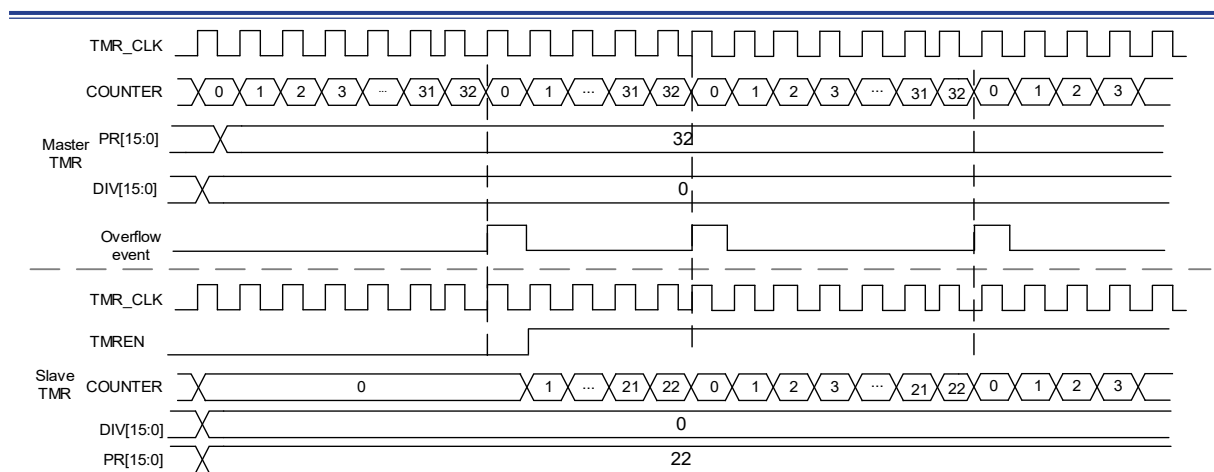 TMR_CLK
COUNTER 0 1 2 3 ... 31 32 0 1 ... 31 32 0 1 2 3 ... 31 32 0 1 2 3
Master TMR
PR[15:0] 32
DIV[15:0] 0
Overflow event
TMR_CLK
TMREN
Slave TMR
COUNTER 0 1 ... 21 22 0 1 2 3 ... 21 22 0 1 2 3
DIV[15:0] 0
PR[15:0] 22